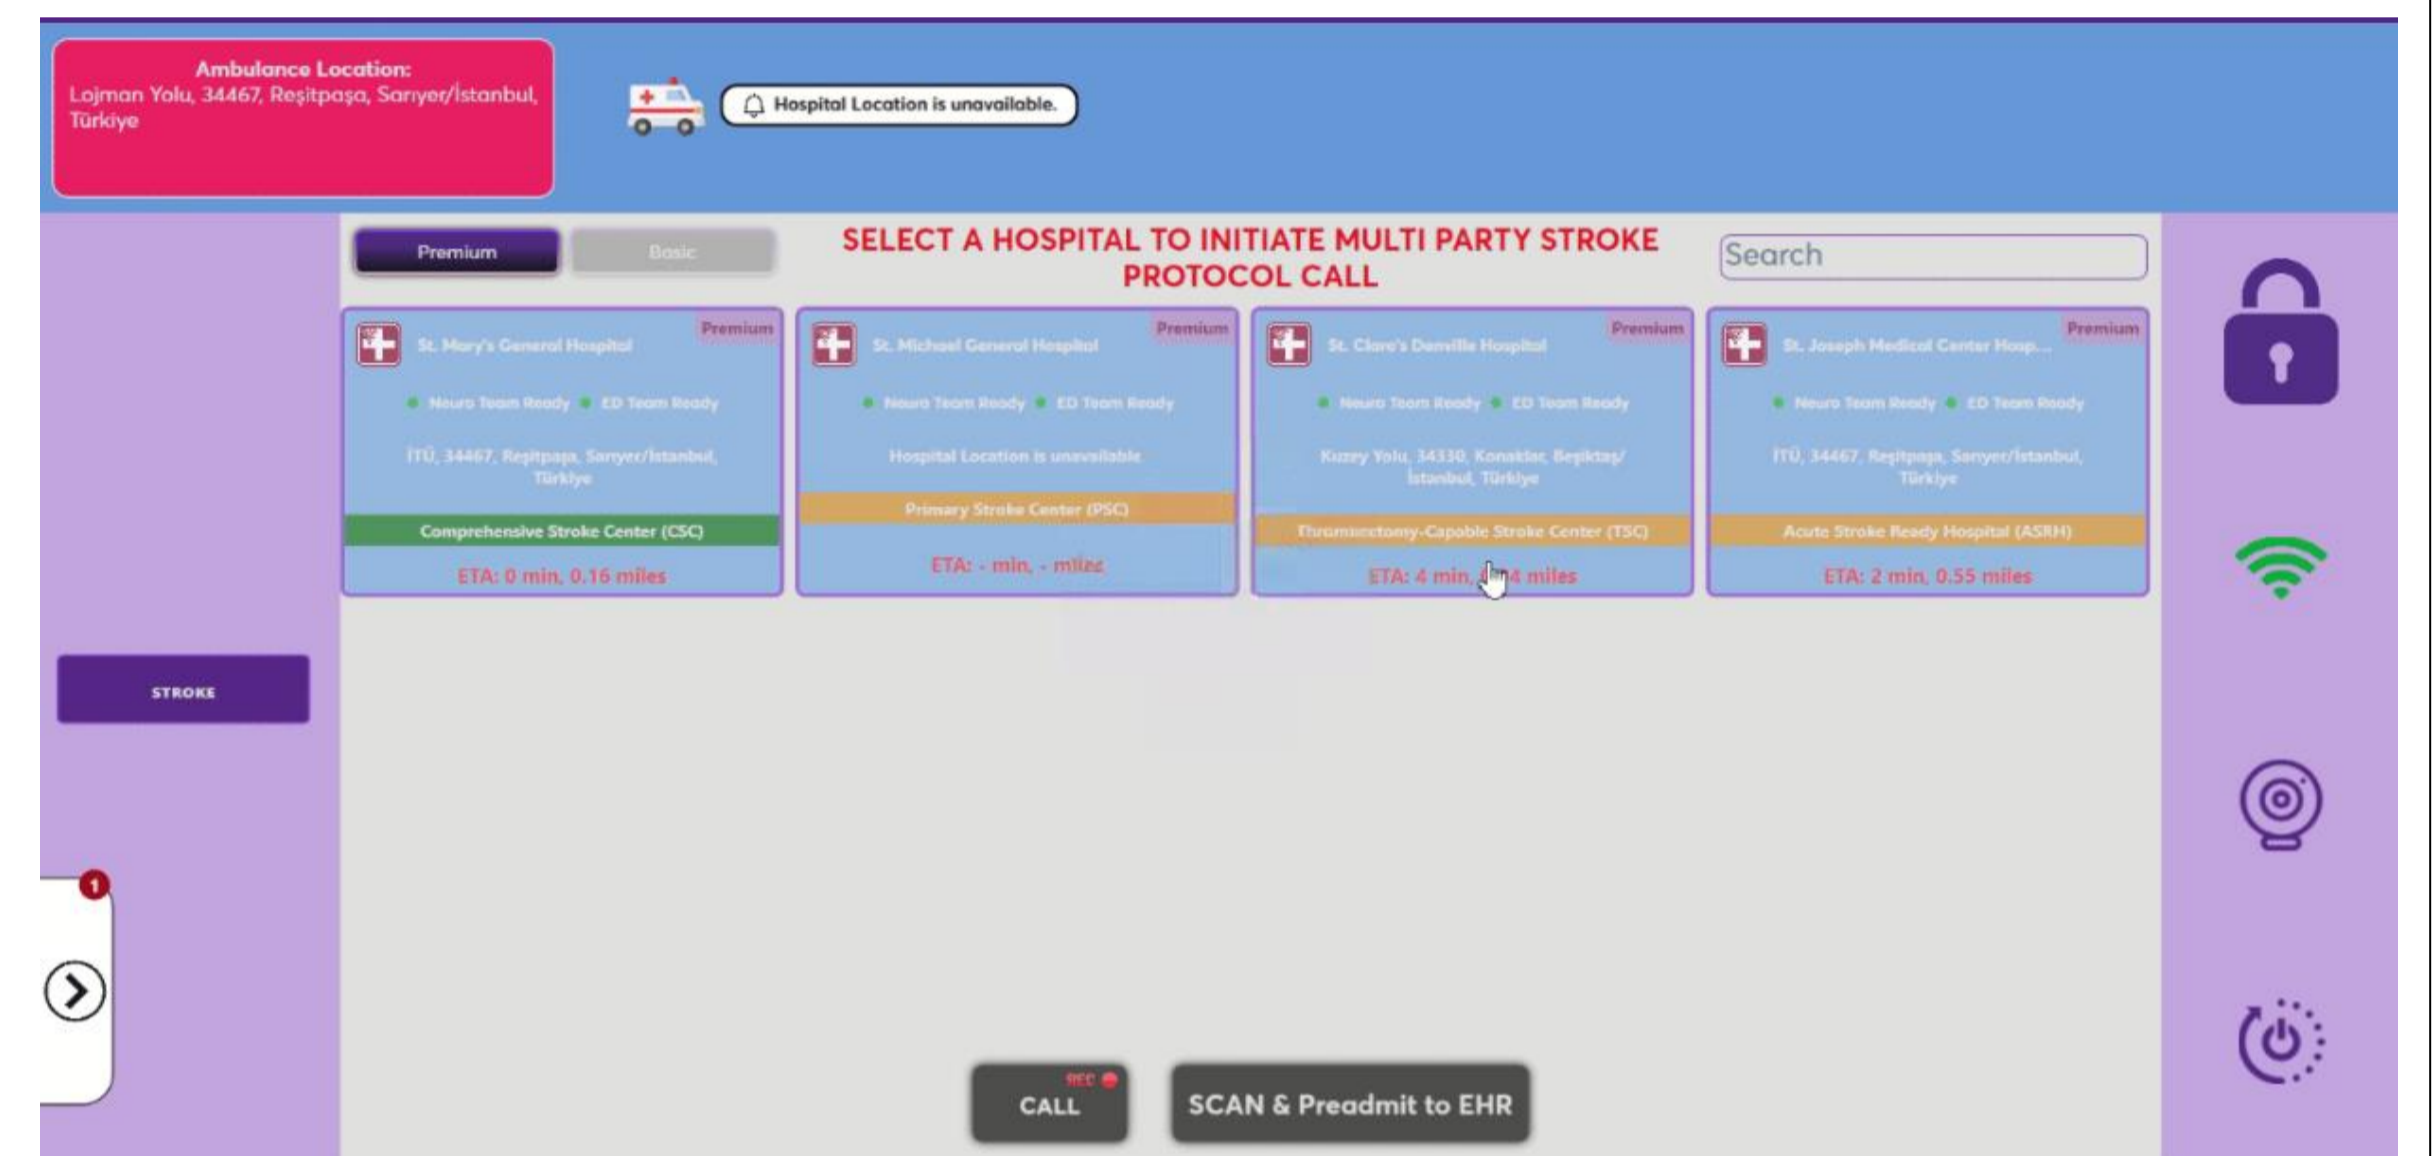 Ambulance Location:
Lojman Yolu, 34467, Reşitpaşa, Sarıyer/İstanbul,
Türkiye
Hospital Location is unavailable.
Premium
Basic
SELECT A HOSPITAL TO INITIATE MULTI PARTY STROKE
PROTOCOL CALL
Search
Premium
St. Mary's General Hospital
Neuro Team Ready ED Team Ready
İTÜ, 34467, Reşitpaşa, Sarıyer/İstanbul,
Türkiye
Comprehensive Stroke Center (CSC)
ETA: 0 min, 0.16 miles
Premium
St. Michael General Hospital
Neuro Team Ready ED Team Ready
Hospital Location is unavailable
Primary Stroke Center (PSC)
ETA: - min, - miles
Premium
St. Clare's Denville Hospital
Neuro Team Ready ED Team Ready
Kuzey Yolu, 34330, Konaklar, Beşiktaş/
İstanbul, Türkiye
Thrombectomy-Capable Stroke Center (TSC)
ETA: 4 min, miles
Premium
St. Joseph Medical Center Hosp...
Neuro Team Ready ED Team Ready
İTÜ, 34467, Reşitpaşa, Sarıyer/İstanbul,
Türkiye
Acute Stroke Ready Hospital (ASRH)
ETA: 2 min, 0.55 miles
STROKE
1
REC
CALL
SCAN & Preadmit to EHR